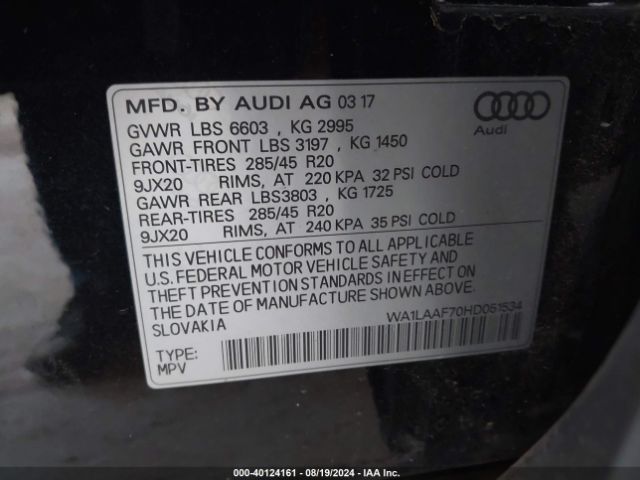 MFD. BY AUDI AG 03 17
GVWR LBS 6603 , KG 2995
GAWR FRONT LBS 3197 , KG 1450
FRONT-TIRES 285/45 R20
9JX20 RIMS, AT 220 KPA 32 PSI COLD
GAWR REAR LBS3803 , KG 1725
REAR-TIRES 285/45 R20
9JX20 RIMS, AT 240 KPA 35 PSI COLD
Audi
THIS VEHICLE CONFORMS TO ALL APPLICABLE
U.S. FEDERAL MOTOR VEHICLE SAFETY AND
THEFT PREVENTION STANDARDS IN EFFECT ON
THE DATE OF MANUFACTURE SHOWN ABOVE.
SLOVAKIA
WA1LAAF70HD051534
TYPE:
MPV
000-40124161 - 08/19/2024 - IAA Inc.